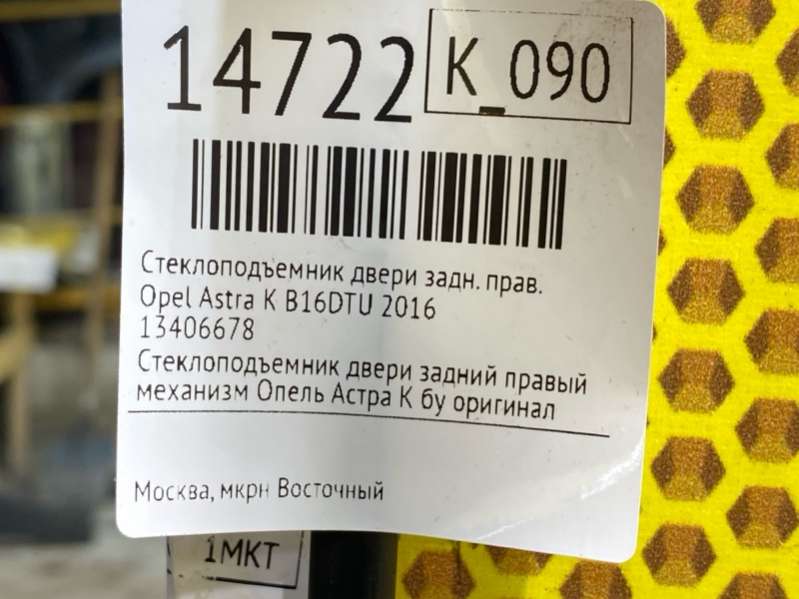 14722
K_090
Стеклоподъемник двери задн. прав.
Opel Astra K B16DTU 2016
13406678
Стеклоподъемник двери задний правый
механизм Опель Астра К бу оригинал
Москва, мкрн Восточный
1МКТ